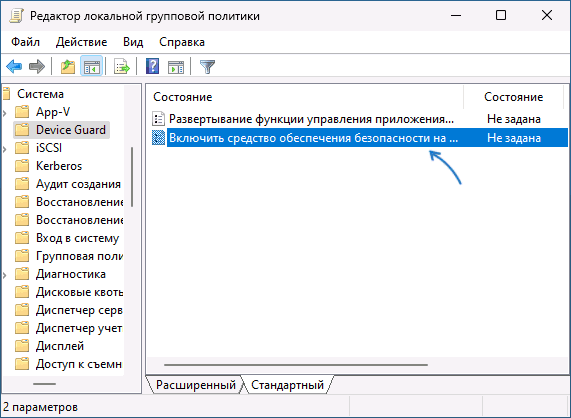 Редактор локальной групповой политики
Файл Действие Вид Справка
Система
App-V
Device Guard
iSCSI
Kerberos
Аудит создания
Восстановление
Восстановление
Вход в систему
Групповая поли
Диагностика
Дисковые квоты
Диспетчер серв
Диспетчер учет
Дисплей
Доступ к съемн
Состояние Состояние
Развертывание функции управления приложения... Не задана
Включить средство обеспечения безопасности на ... Не задана
Расширенный Стандартный
2 параметров